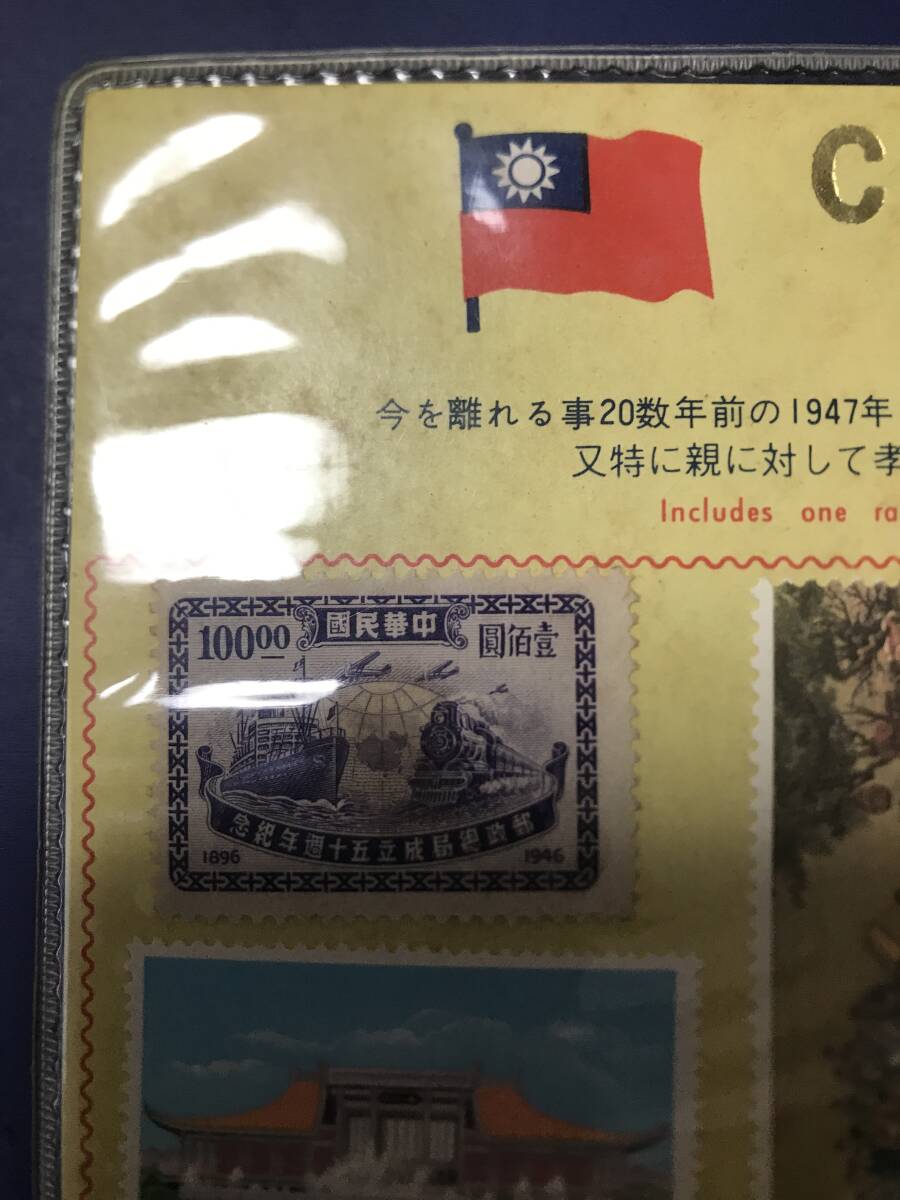 C
今を離れる事20数年前の1947年
又特に親に対して孝
Includes one ra
10000 國民華中 圓佰壹
念紀年週十五立成局總政郵
1896 1946